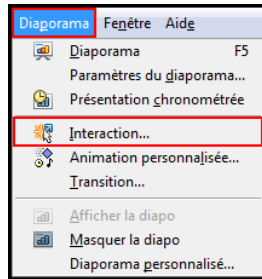 Diaporama Fenêtre Aide
Diaporama F5
Paramètres du diaporama...
Présentation chronométrée
Interaction...
Animation personnalisée...
Transition...
Afficher la diapo
Masquer la diapo
Diaporama personnalisé...